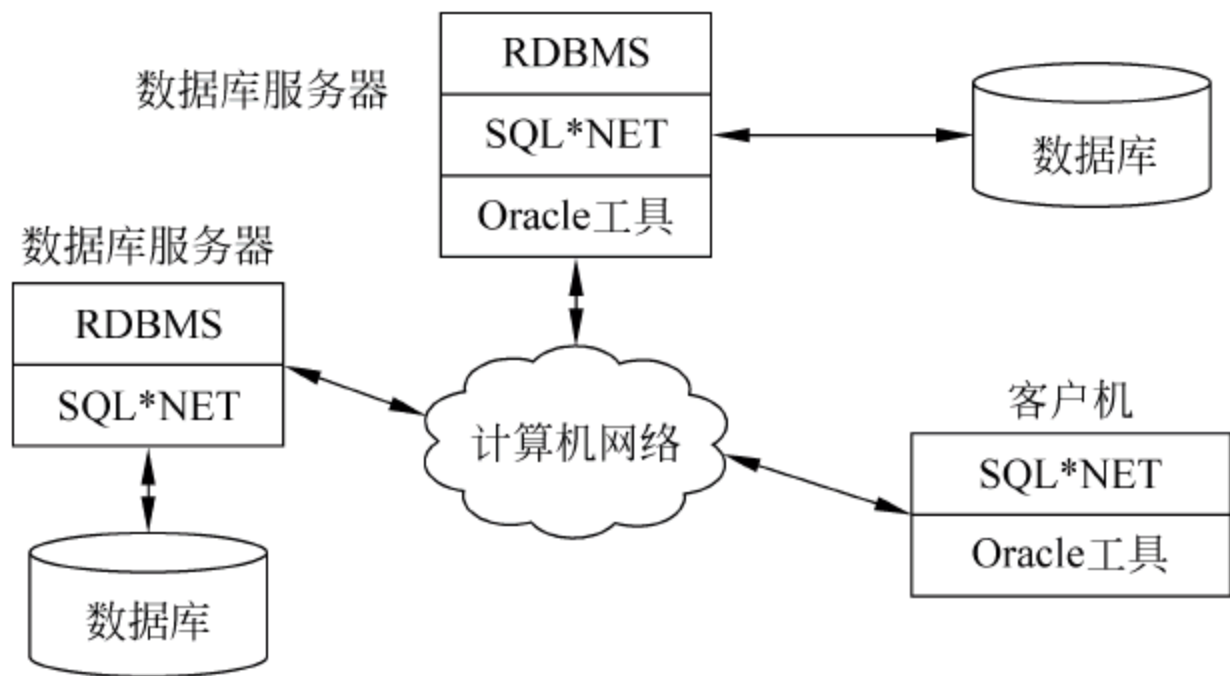 RDBMS
数据库服务器
SQL*NET
数据库
Oracle工具
数据库服务器
RDBMS
SQL*NET
计算机网络
客户机
SQL*NET
Oracle工具
数据库